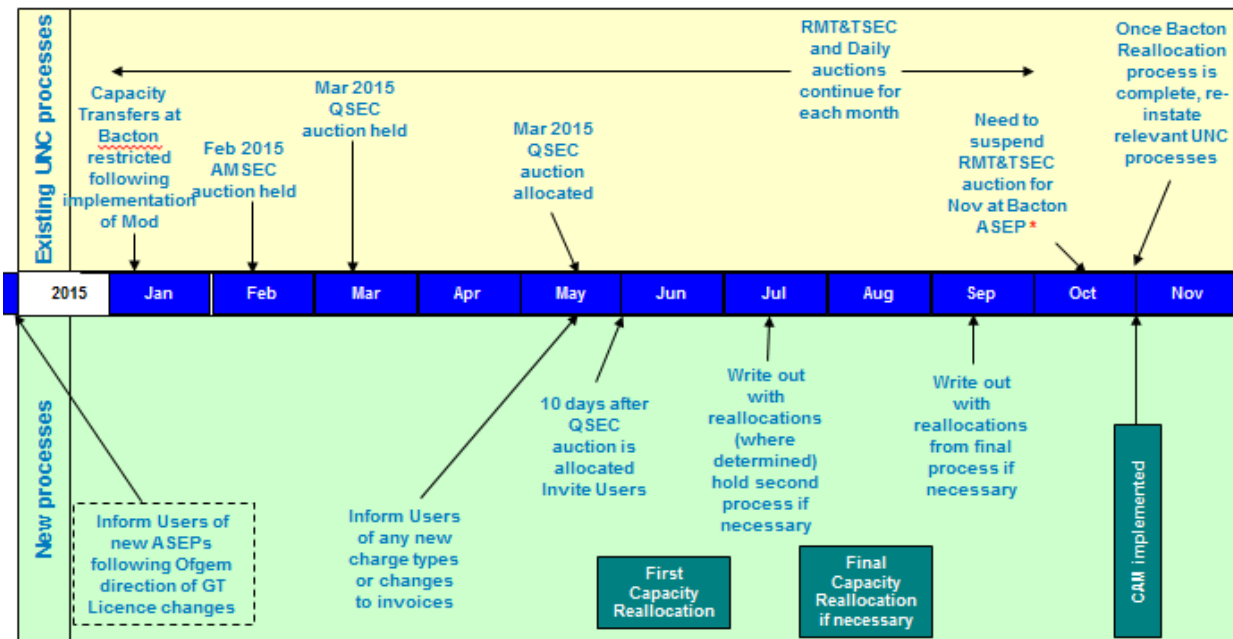 Existing UNC processes
Capacity
Transfers at
Bacton
restricted
following
implementation
of Mod
Feb 2015
AMSEC
auction held
Mar 2015
QSEC
auction held
Mar 2015
QSEC
auction
allocated
RMT&TSEC
and Daily
auctions
continue for
each month
Need to
suspend
RMT&TSEC
auction for
Nov at Bacton
ASEP *
Once Bacton
Reallocation
process is
complete, re-
instate
relevant UNC
processes
2015
Jan
Feb
Mar
Apr
May
Jun
Jul
Aug
Sep
Oct
Nov
New processes
Inform Users of
new ASEPs
following Ofgem
direction of GT
Licence changes
Inform Users
of any new
charge types
or changes
to invoices
10 days after
QSEC
auction is
allocated
Invite Users
First
Capacity
Reallocation
Write out
with
reallocations
(where
determined)
hold second
process if
necessary
Final
Capacity
Reallocation
if necessary
Write out
with
reallocations
from final
process if
necessary
CAM implemented